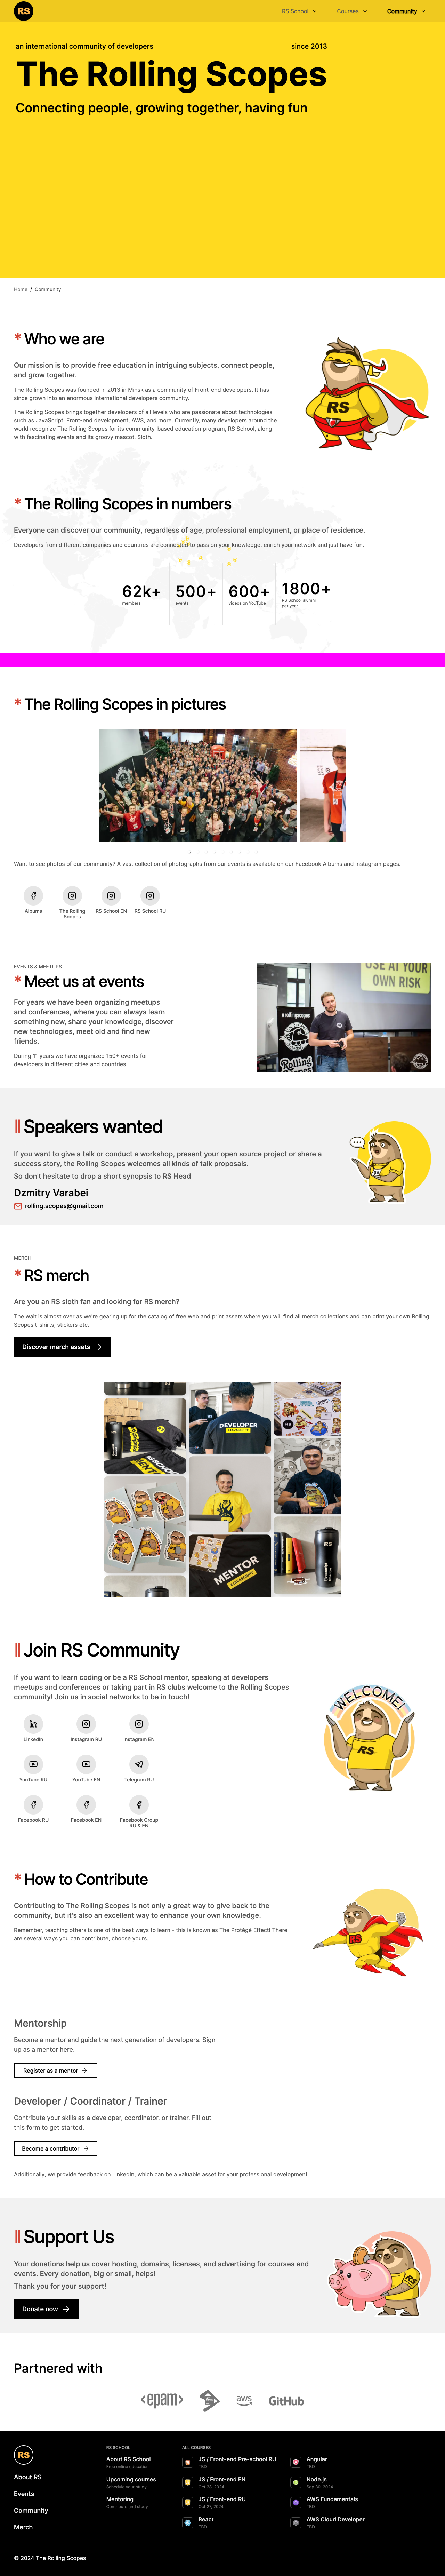 RS
RS School
Courses
Community
an international community of developers
since 2013
The Rolling Scopes
Connecting people, growing together, having fun
Home / Community
* Who we are
Our mission is to provide free education in intriguing subjects, connect people,
and grow together.
The Rolling Scopes was founded in 2013 in Minsk as a community of Front-end developers. It has
since grown into an enormous international developers community.
The Rolling Scopes brings together developers of all levels who are passionate about technologies
such as JavaScript, Front-end development, AWS, and more. Currently, many developers around the
world recognize The Rolling Scopes for its community-based education program, RS School, along
with fascinating events and its groovy mascot, Sloth.
RS
* The Rolling Scopes in numbers
Everyone can discover our community, regardless of age, professional employment, or place of residence.
Developers from different companies and countries are connected to pass on your knowledge, enrich your network and just have fun.
62k+
members
500+
events
600+
videos on YouTube
1800+
RS School alumni
per year
* The Rolling Scopes in pictures
Want to see photos of our community? A vast collection of photographs from our events is available on our Facebook Albums and Instagram pages.
Albums
The Rolling
Scopes
RS School EN
RS School RU
EVENTS & MEETUPS
* Meet us at events
For years we have been organizing meetups
and conferences, where you can always learn
something new, share your knowledge, discover
new technologies, meet old and find new
friends.
During 11 years we have organized 150+ events for
developers in different cities and countries.
USE AT YOUR
OWN RISK
#rollingscopes
Rolling
Scopes
Speakers wanted
If you want to give a talk or conduct a workshop, present your open source project or share a
success story, the Rolling Scopes welcomes all kinds of talk proposals.
So don't hesitate to drop a short synopsis to RS Head
Dzmitry Varabei
rolling.scopes@gmail.com
MERCH
* RS merch
Are you an RS sloth fan and looking for RS merch?
The wait is almost over as we're gearing up for the catalog of free web and print assets where you will find all merch collections and can print your own Rolling
Scopes t-shirts, stickers etc.
Discover merch assets
DEVELOPER
MENTOR
RS
Join RS Community
If you want to learn coding or be a RS School mentor, speaking at developers
meetups and conferences or taking part in RS clubs welcome to the Rolling Scopes
community! Join us in social networks to be in touch!
LinkedIn
Instagram RU
Instagram EN
YouTube RU
YouTube EN
Telegram RU
Facebook RU
Facebook EN
Facebook Group
RU & EN
WELCOME!
RS
* How to Contribute
Contributing to The Rolling Scopes is not only a great way to give back to the
community, but it's also an excellent way to enhance your own knowledge.
Remember, teaching others is one of the best ways to learn - this is known as The Protégé Effect! There
are several ways you can contribute, choose yours.
Mentorship
Become a mentor and guide the next generation of developers. Sign
up as a mentor here.
Register as a mentor
Developer / Coordinator / Trainer
Contribute your skills as a developer, coordinator, or trainer. Fill out
this form to get started.
Become a contributor
Additionally, we provide feedback on LinkedIn, which can be a valuable asset for your professional development.
Support Us
Your donations help us cover hosting, domains, licenses, and advertising for courses and
events. Every donation, big or small, helps!
Thank you for your support!
Donate now
RS
Partnered with
<epam>
aws
GitHub
RS
About RS
Events
Community
Merch
RS SCHOOL
About RS School
Free online education
Upcoming courses
Schedule your study
Mentoring
Contribute and study
ALL COURSES
JS / Front-end Pre-school RU
TBD
JS / Front-end EN
Oct 28, 2024
JS / Front-end RU
Oct 27, 2024
React
TBD
Angular
TBD
Node.js
Sep 30, 2024
AWS Fundamentals
TBD
AWS Cloud Developer
TBD
© 2024 The Rolling Scopes